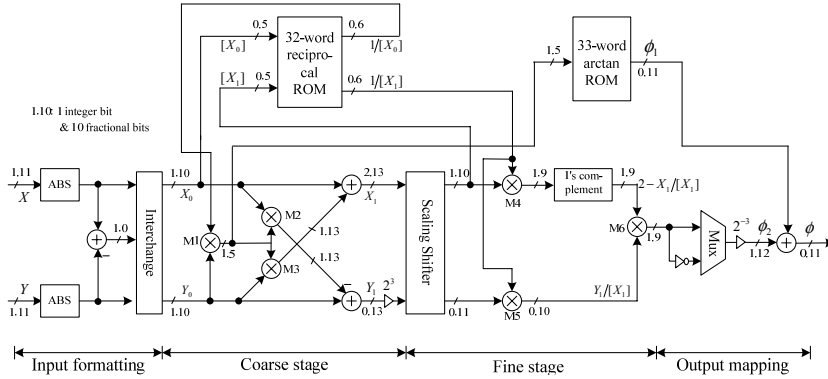 0.5
[X₀]
32-word
recipro-
cal
ROM
0.6
1/[X₀]
[X₁]
0.5
0.6
1/[X₁]
33-word
arctan
ROM
1.5
ϕ₁
0.11
1.10: 1 integer bit
& 10 fractional bits
1.11
X
ABS
1.0
Interchange
1.10
X₀
M1
1.5
M2
M3
1.13
1.13
2.13
X₁
Scaling Shifter
1.10
M4
1.9
1's com-
plement
1.9
2−X₁/[X₁]
M6
1.9
Mux
2⁻³
ϕ₂
1.12
ϕ
0.11
Y
1.11
ABS
Y₀
1.10
Y₁
0.13
2³
0.11
M5
0.10
Y₁/[X₁]
Input formatting
Coarse stage
Fine stage
Output mapping